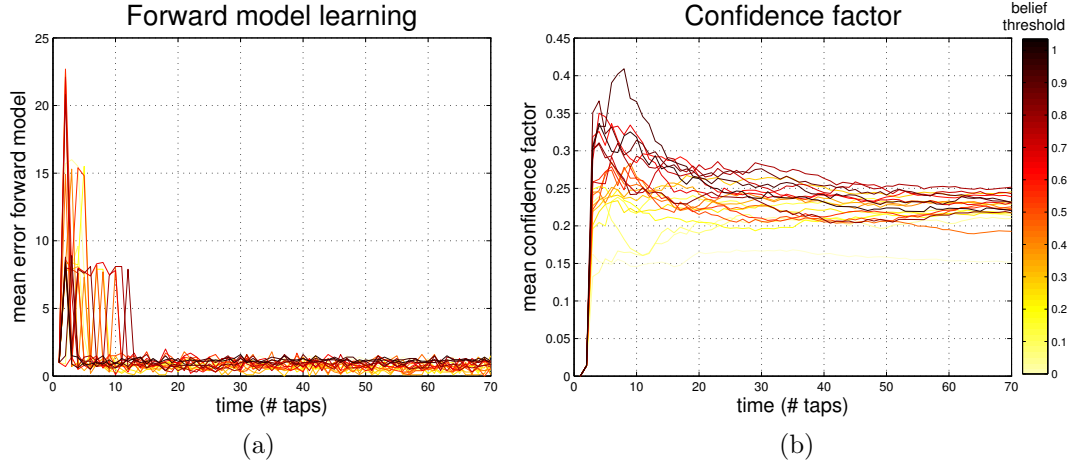 Forward model learning
mean error forward model
25
20
15
10
5
0
0 10 20 30 40 50 60 70
time (# taps)
(a)
Confidence factor
mean confidence factor
0.45
0.4
0.35
0.3
0.25
0.2
0.15
0.1
0.05
0
0 10 20 30 40 50 60 70
time (# taps)
(b)
belief
threshold
1
0.9
0.8
0.7
0.6
0.5
0.4
0.3
0.2
0.1
0